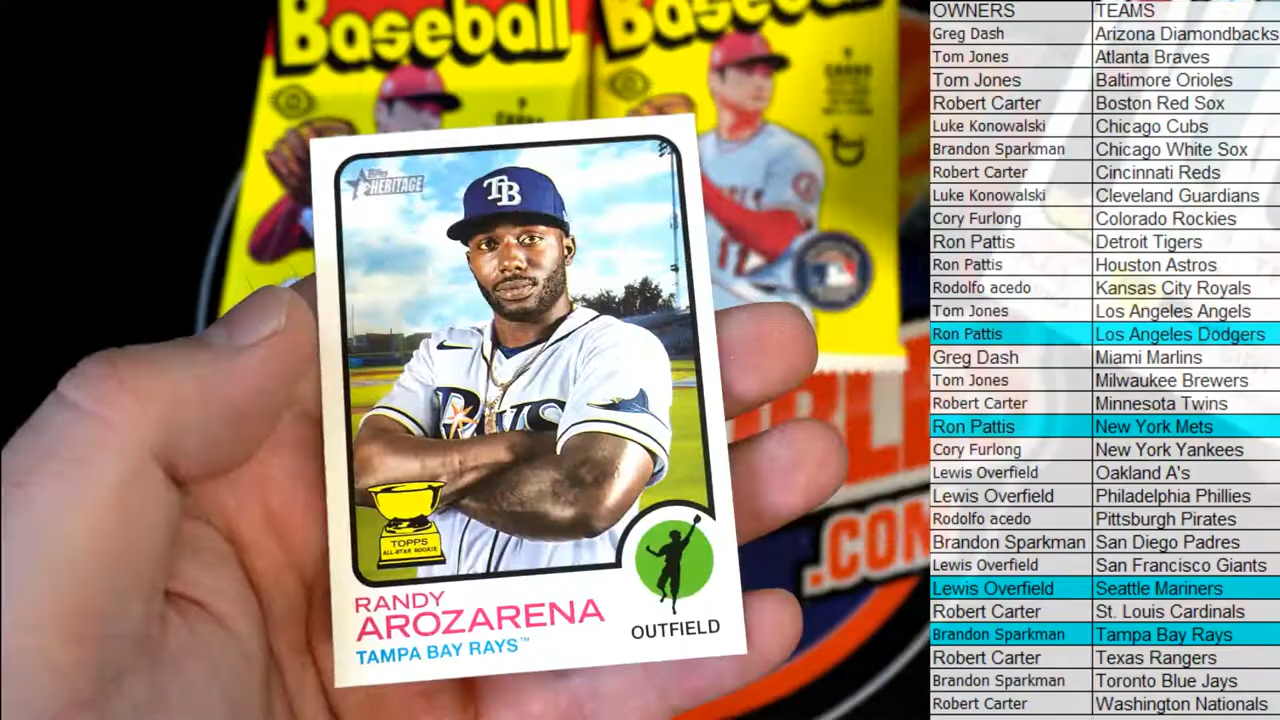 Baseball
Baseball
9
CARDS
TB
Topps
HERITAGE
Rays
TOPPS
ALL-STAR ROOKIE
RANDY
AROZARENA
TAMPA BAY RAYS™
OUTFIELD
.CON
OWNERS TEAMS
Greg Dash Arizona Diamondbacks
Tom Jones Atlanta Braves
Tom Jones Baltimore Orioles
Robert Carter Boston Red Sox
Luke Konowalski Chicago Cubs
Brandon Sparkman Chicago White Sox
Robert Carter Cincinnati Reds
Luke Konowalski Cleveland Guardians
Cory Furlong Colorado Rockies
Ron Pattis Detroit Tigers
Ron Pattis Houston Astros
Rodolfo acedo Kansas City Royals
Tom Jones Los Angeles Angels
Ron Pattis Los Angeles Dodgers
Greg Dash Miami Marlins
Tom Jones Milwaukee Brewers
Robert Carter Minnesota Twins
Ron Pattis New York Mets
Cory Furlong New York Yankees
Lewis Overfield Oakland A's
Lewis Overfield Philadelphia Phillies
Rodolfo acedo Pittsburgh Pirates
Brandon Sparkman San Diego Padres
Lewis Overfield San Francisco Giants
Lewis Overfield Seattle Mariners
Robert Carter St. Louis Cardinals
Brandon Sparkman Tampa Bay Rays
Robert Carter Texas Rangers
Brandon Sparkman Toronto Blue Jays
Robert Carter Washington Nationals